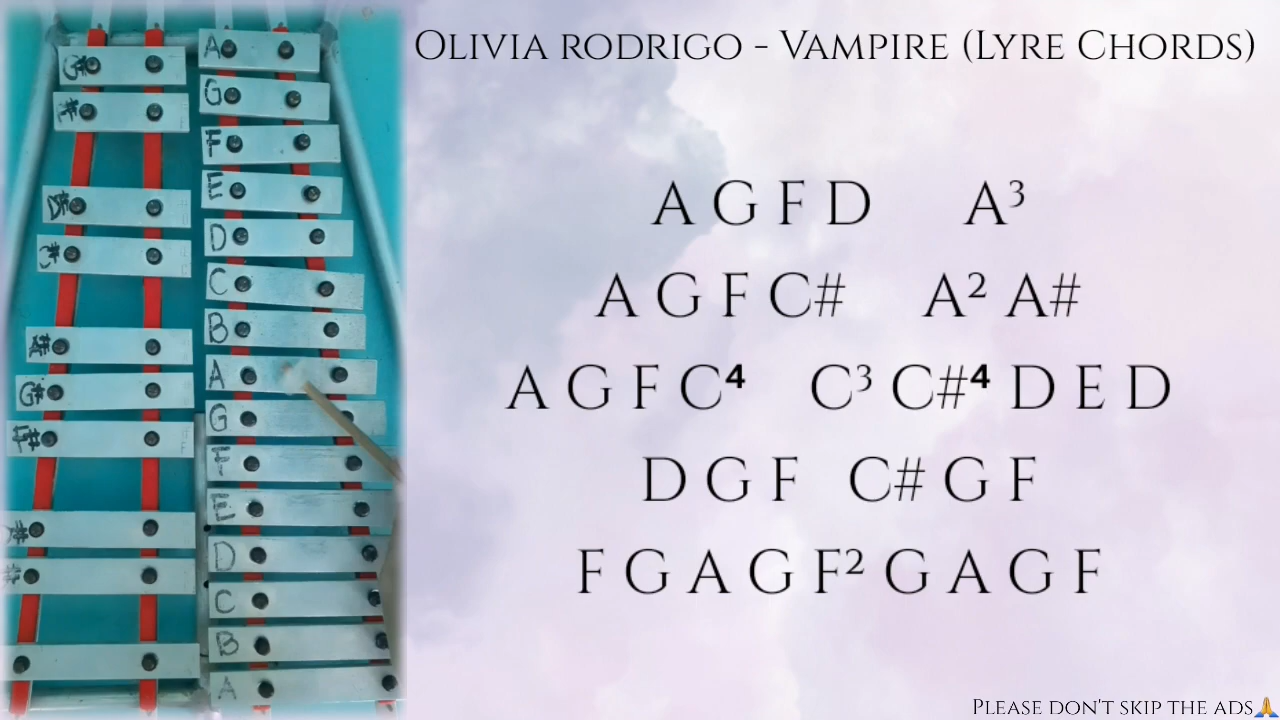 Olivia rodrigo - Vampire (Lyre Chords)
A G F D A³
A G F C# A² A#
A G F C⁴ C³ C#⁴ D E D
D G F C# G F
F G A G F² G A G F
Please don't skip the ads🙏
A
G
F
E
D
C
B
A
G
F
E
D
C
B
A
G#
F#
D#
C#
A#
G#
F#